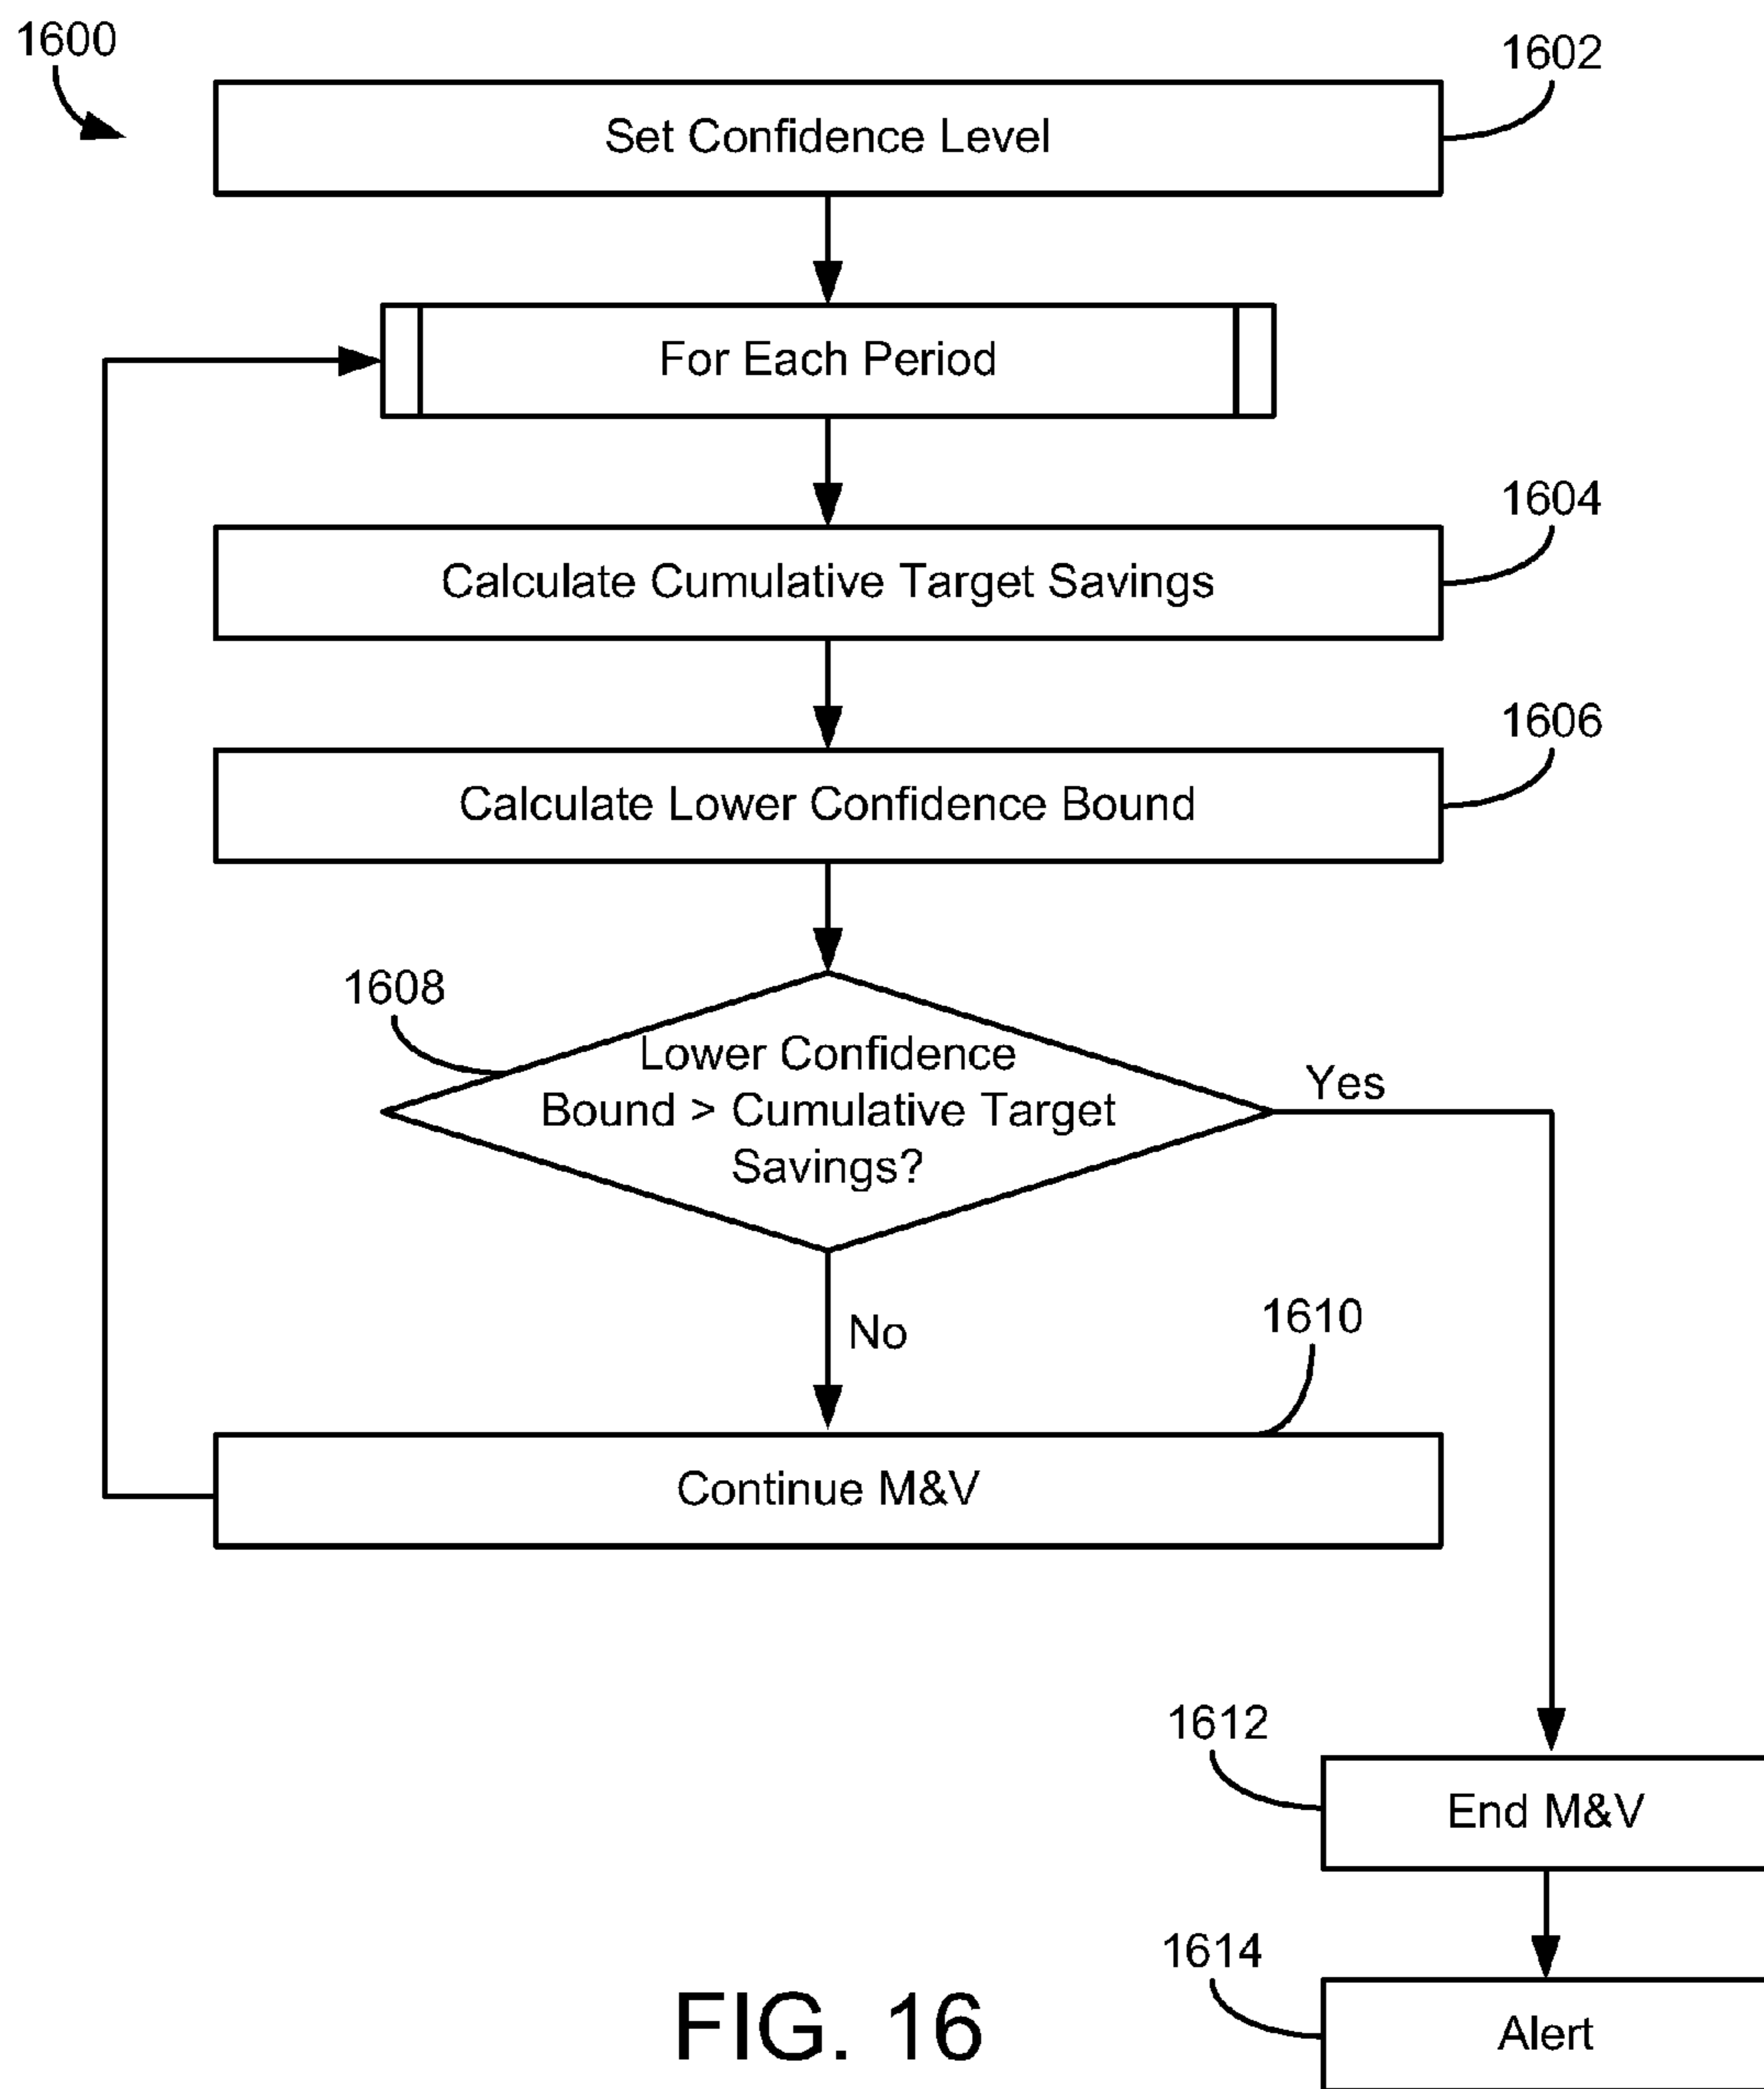 1600
1602
Set Confidence Level
For Each Period
1604
Calculate Cumulative Target Savings
1606
Calculate Lower Confidence Bound
1608
Lower Confidence
Bound > Cumulative Target
Savings?
Yes
No
1610
Continue M&V
1612
End M&V
1614
Alert
FIG. 16